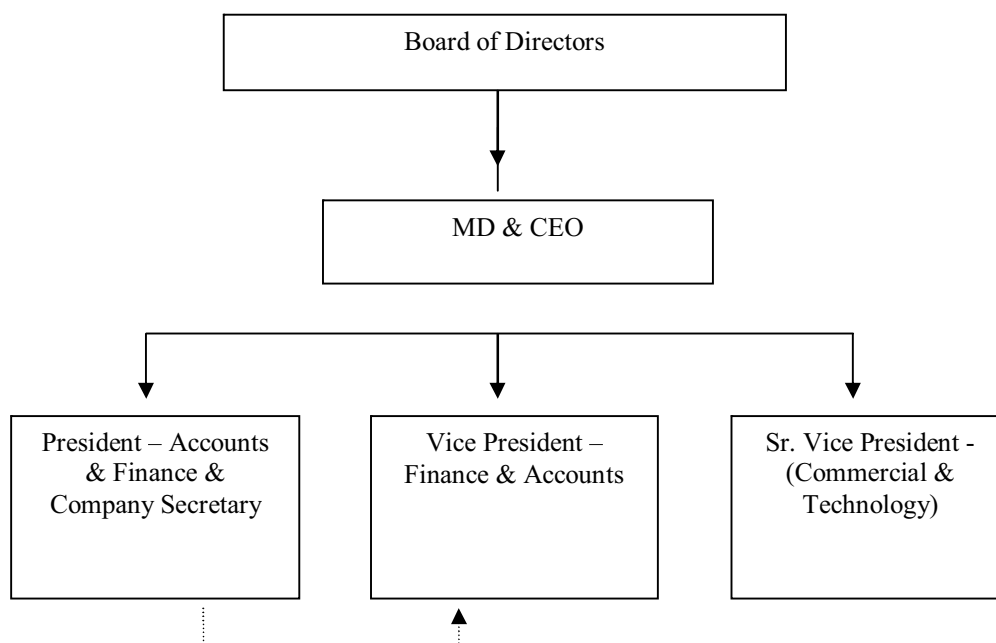 Board of Directors
MD & CEO
President – Accounts
& Finance &
Company Secretary
Vice President –
Finance & Accounts
Sr. Vice President -
(Commercial &
Technology)